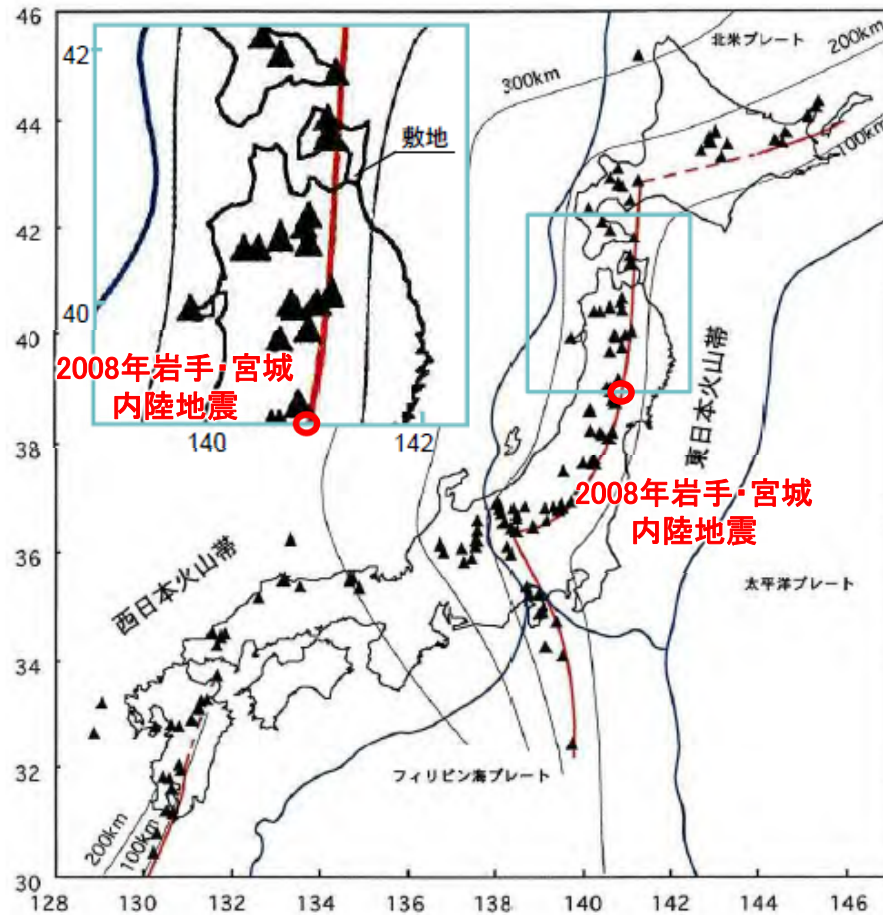 46
44
42
40
38
36
34
32
30
128
130
132
134
136
138
140
142
144
146
42
40
140
142
敷地
2008年岩手・宮城
内陸地震
北米プレート
200km
300km
100km
東日本火山帯
2008年岩手・宮城
内陸地震
太平洋プレート
西日本火山帯
フィリピン海プレート
200km
100km